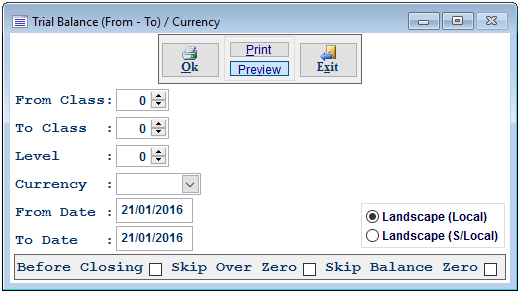 Trial Balance (From - To) / Currency
Ok
Print
Preview
Exit
From Class: 0
To Class : 0
Level : 0
Currency :
From Date : 21/01/2016
To Date : 21/01/2016
Landscape (Local)
Landscape (S/Local)
Before Closing Skip Over Zero Skip Balance Zero